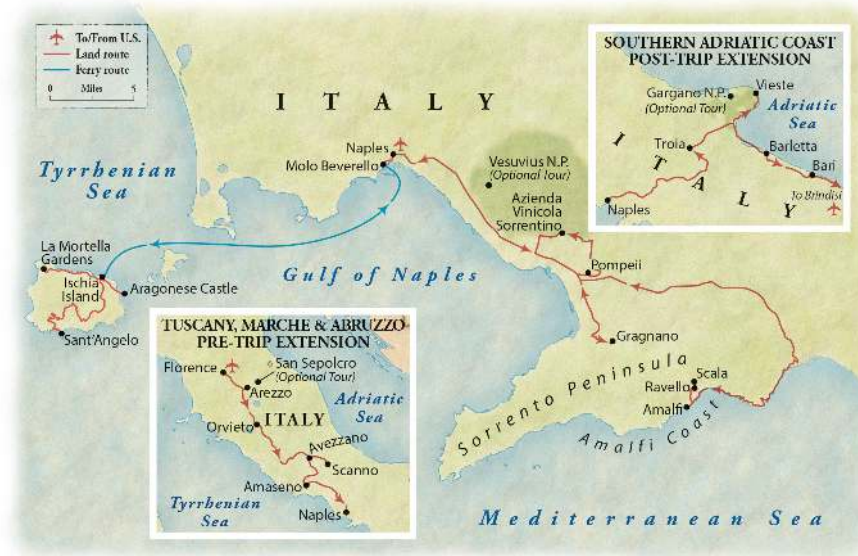 To/From U.S.
Land route
Ferry route
0 Miles 5
ITALY
Tyrrhenian
Sea
Naples
Molo Beverello
Vesuvius N.P.
(Optional Tour)
Azienda
Vinicola
Sorrentino
La Mortella
Gardens
Ischia
Island
Aragonese Castle
Sant'Angelo
Gulf of Naples
Pompeii
Gragnano
Scala
Ravello
Amalfi
Sorrento Peninsula
Amalfi Coast
Mediterranean Sea
SOUTHERN ADRIATIC COAST
POST-TRIP EXTENSION
Gargano N.P.
(Optional Tour)
Vieste
Adriatic
Sea
Troia
Barletta
Bari
To Brindisi
Naples
ITALY
TUSCANY, MARCHE & ABRUZZO
PRE-TRIP EXTENSION
Florence
San Sepolcro
(Optional Tour)
Arezzo
Adriatic
Sea
Orvieto
ITALY
Avezzano
Scanno
Amaseno
Tyrrhenian
Sea
Naples